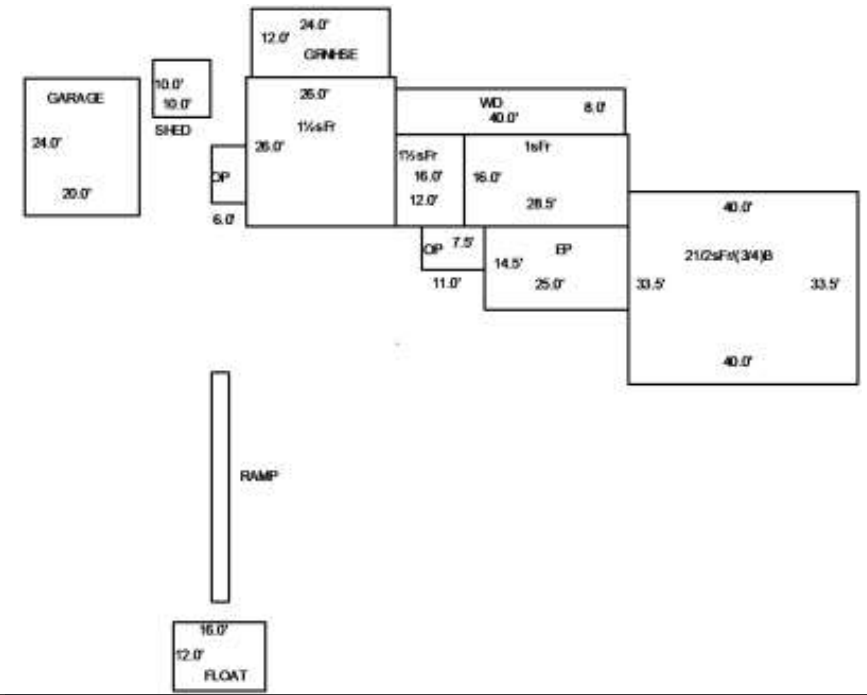 24.0'
12.0'
GRNHSE
10.0'
10.0'
SHED
GARAGE
24.0'
20.0'
26.0'
1½sFr
26.0'
WD
8.0'
40.0'
OP
6.0'
1½sFr
16.0'
12.0'
1sFr
16.0'
28.5'
OP 7.5'
11.0'
EP
14.5'
25.0'
40.0'
21/2sFr/(3/4)B
33.5'
33.5'
40.0'
RAMP
16.0'
12.0'
FLOAT